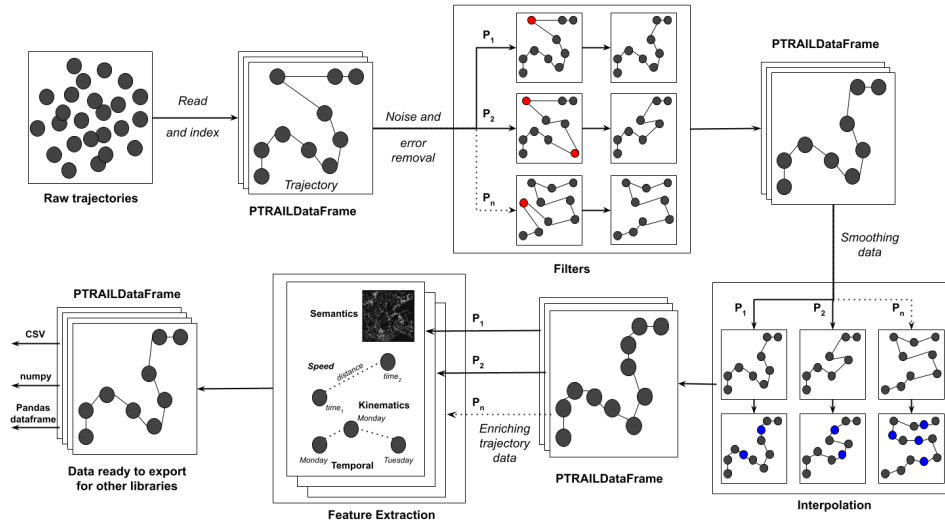 Raw trajectories
Read
and index
Trajectory
PTRAILDataFrame
Noise and
error
removal
P1
P2
Pn
Filters
PTRAILDataFrame
Smoothing
data
P1
P2
Pn
Interpolation
PTRAILDataFrame
Enriching
trajectory
data
P1
P2
Pn
Semantics
Speed
distance
time2
time1
Kinematics
Monday
Monday
Tuesday
Temporal
Feature Extraction
PTRAILDataFrame
CSV
numpy
Pandas
dataframe
Data ready to export
for other libraries